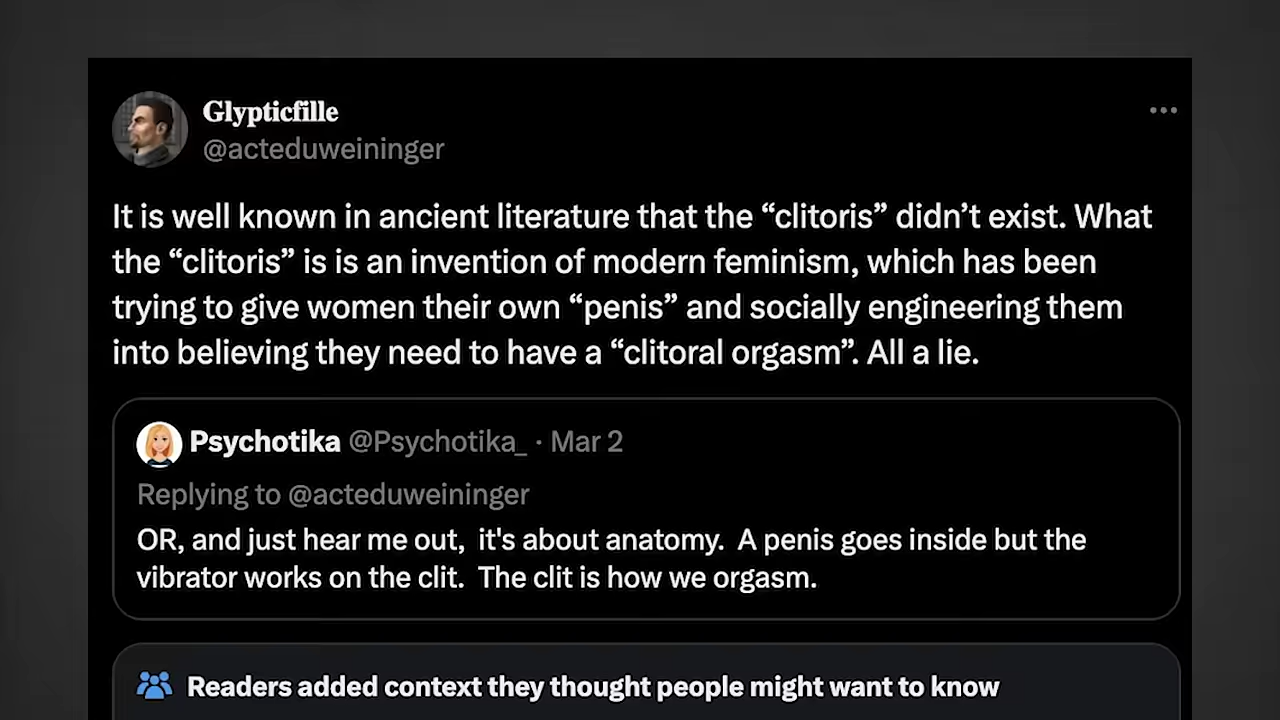 Glypticfille
@acteduweininger
It is well known in ancient literature that the “clitoris” didn’t exist. What
the “clitoris” is is an invention of modern feminism, which has been
trying to give women their own “penis” and socially engineering them
into believing they need to have a “clitoral orgasm”. All a lie.
Psychotika @Psychotika_ · Mar 2
Replying to @acteduweininger
OR, and just hear me out,  it's about anatomy.  A penis goes inside but the
vibrator works on the clit.  The clit is how we orgasm.
Readers added context they thought people might want to know